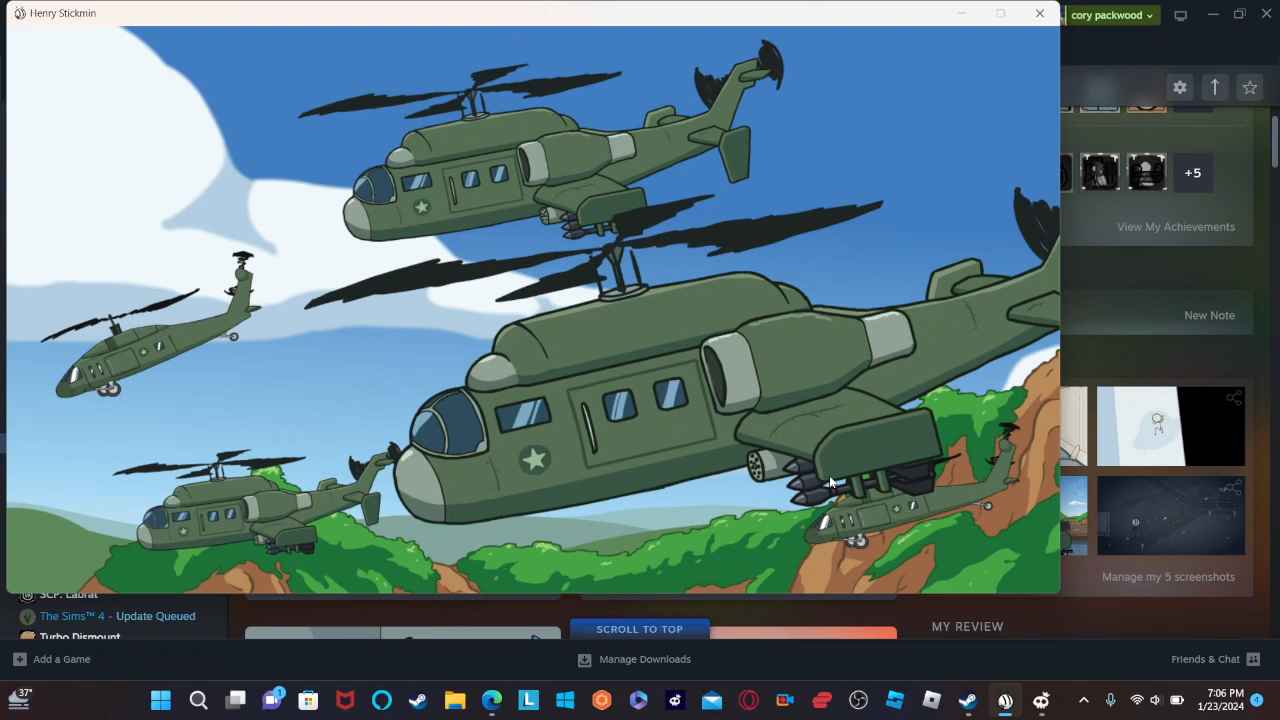 Henry Stickmin
cory packwood
+5
View My Achievements
New Note
Manage my 5 screenshots
SCP: Labrat
The Sims™ 4 - Update Queued
Turbo Dismount
SCROLL TO TOP
MY REVIEW
Add a Game
Manage Downloads
Friends & Chat
37°
1
L
7:06 PM
1/23/2024
4